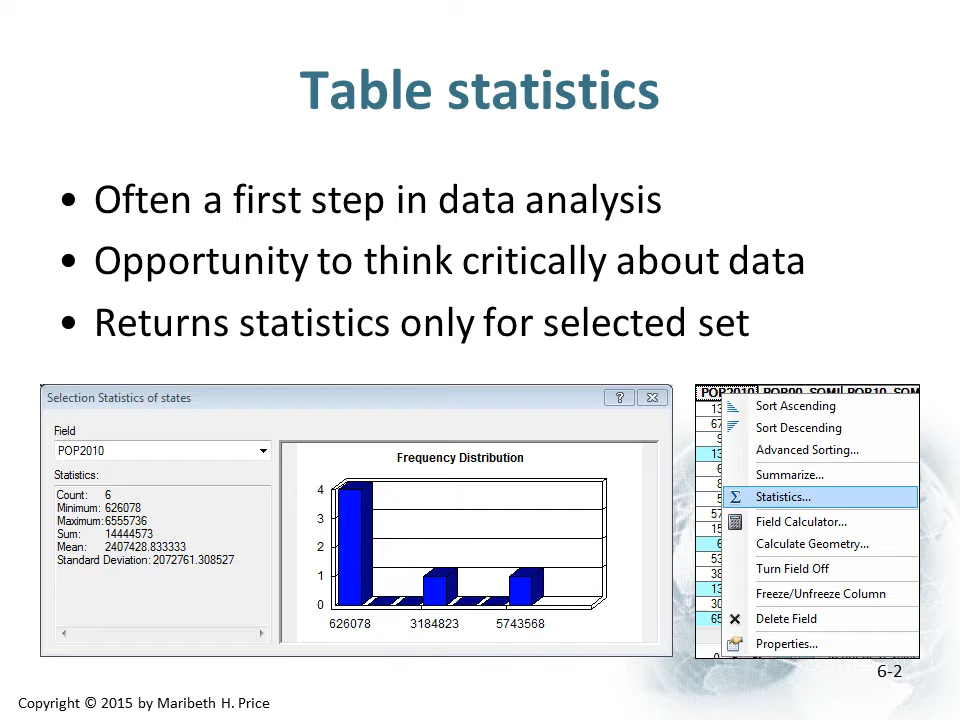 Table statistics
• Often a first step in data analysis
• Opportunity to think critically about data
• Returns statistics only for selected set
Selection Statistics of states
Field
POP2010
Statistics:
Count: 6
Minimum: 626078
Maximum: 6555736
Sum: 14444573
Mean: 2407428.833333
Standard Deviation: 2072761.308527
Frequency Distribution
4
3
2
1
0
626078 3184823 5743568
POP2010
Sort Ascending
Sort Descending
Advanced Sorting...
Summarize...
Σ Statistics...
Field Calculator...
Calculate Geometry...
Turn Field Off
Freeze/Unfreeze Column
Delete Field
Properties...
6-2
Copyright © 2015 by Maribeth H. Price